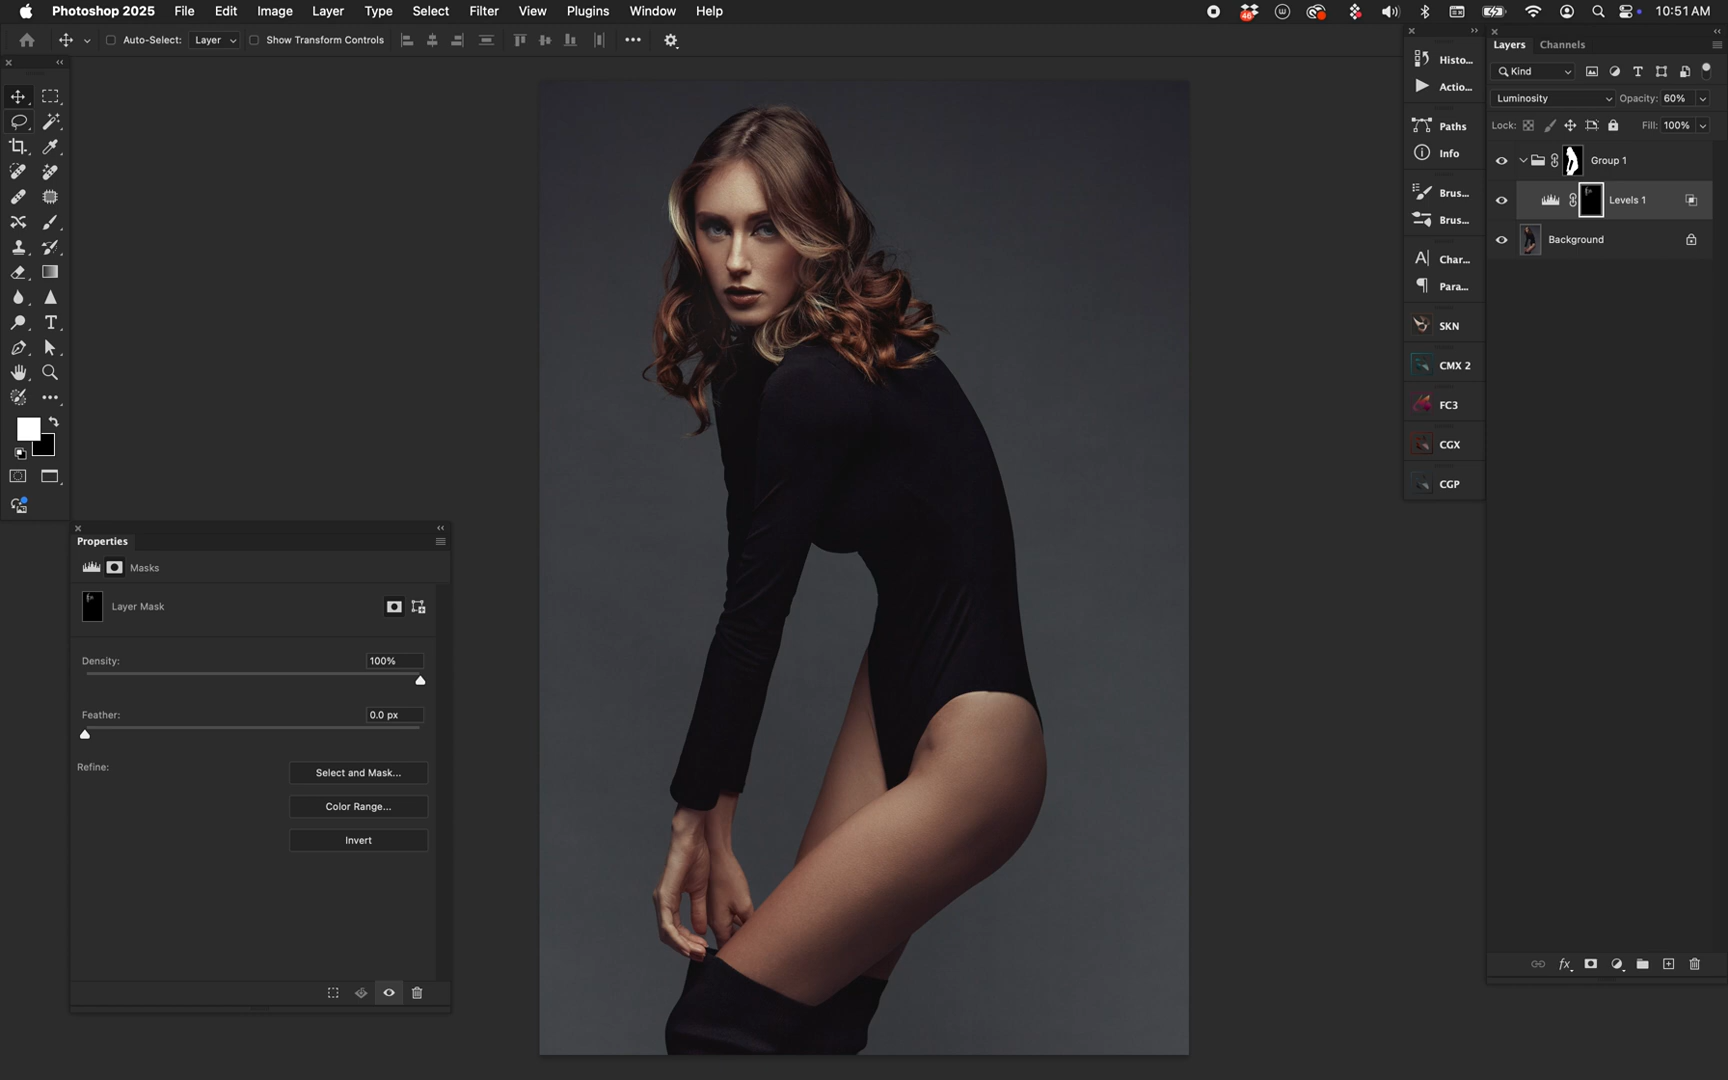 Photoshop 2025 File Edit Image Layer Type Select Filter View Plugins Window Help 46 10:51 AM
Auto-Select: Layer Show Transform Controls
Properties
Masks
Layer Mask
Density: 100%
Feather: 0.0 px
Refine:
Select and Mask...
Color Range...
Invert
Histo...
Actio...
Paths
Info
Brus...
Brus...
Char...
Para...
SKN
CMX 2
FC3
CGX
CGP
Layers Channels
Kind
Luminosity Opacity: 60%
Lock: Fill: 100%
Group 1
Levels 1
Background
fx